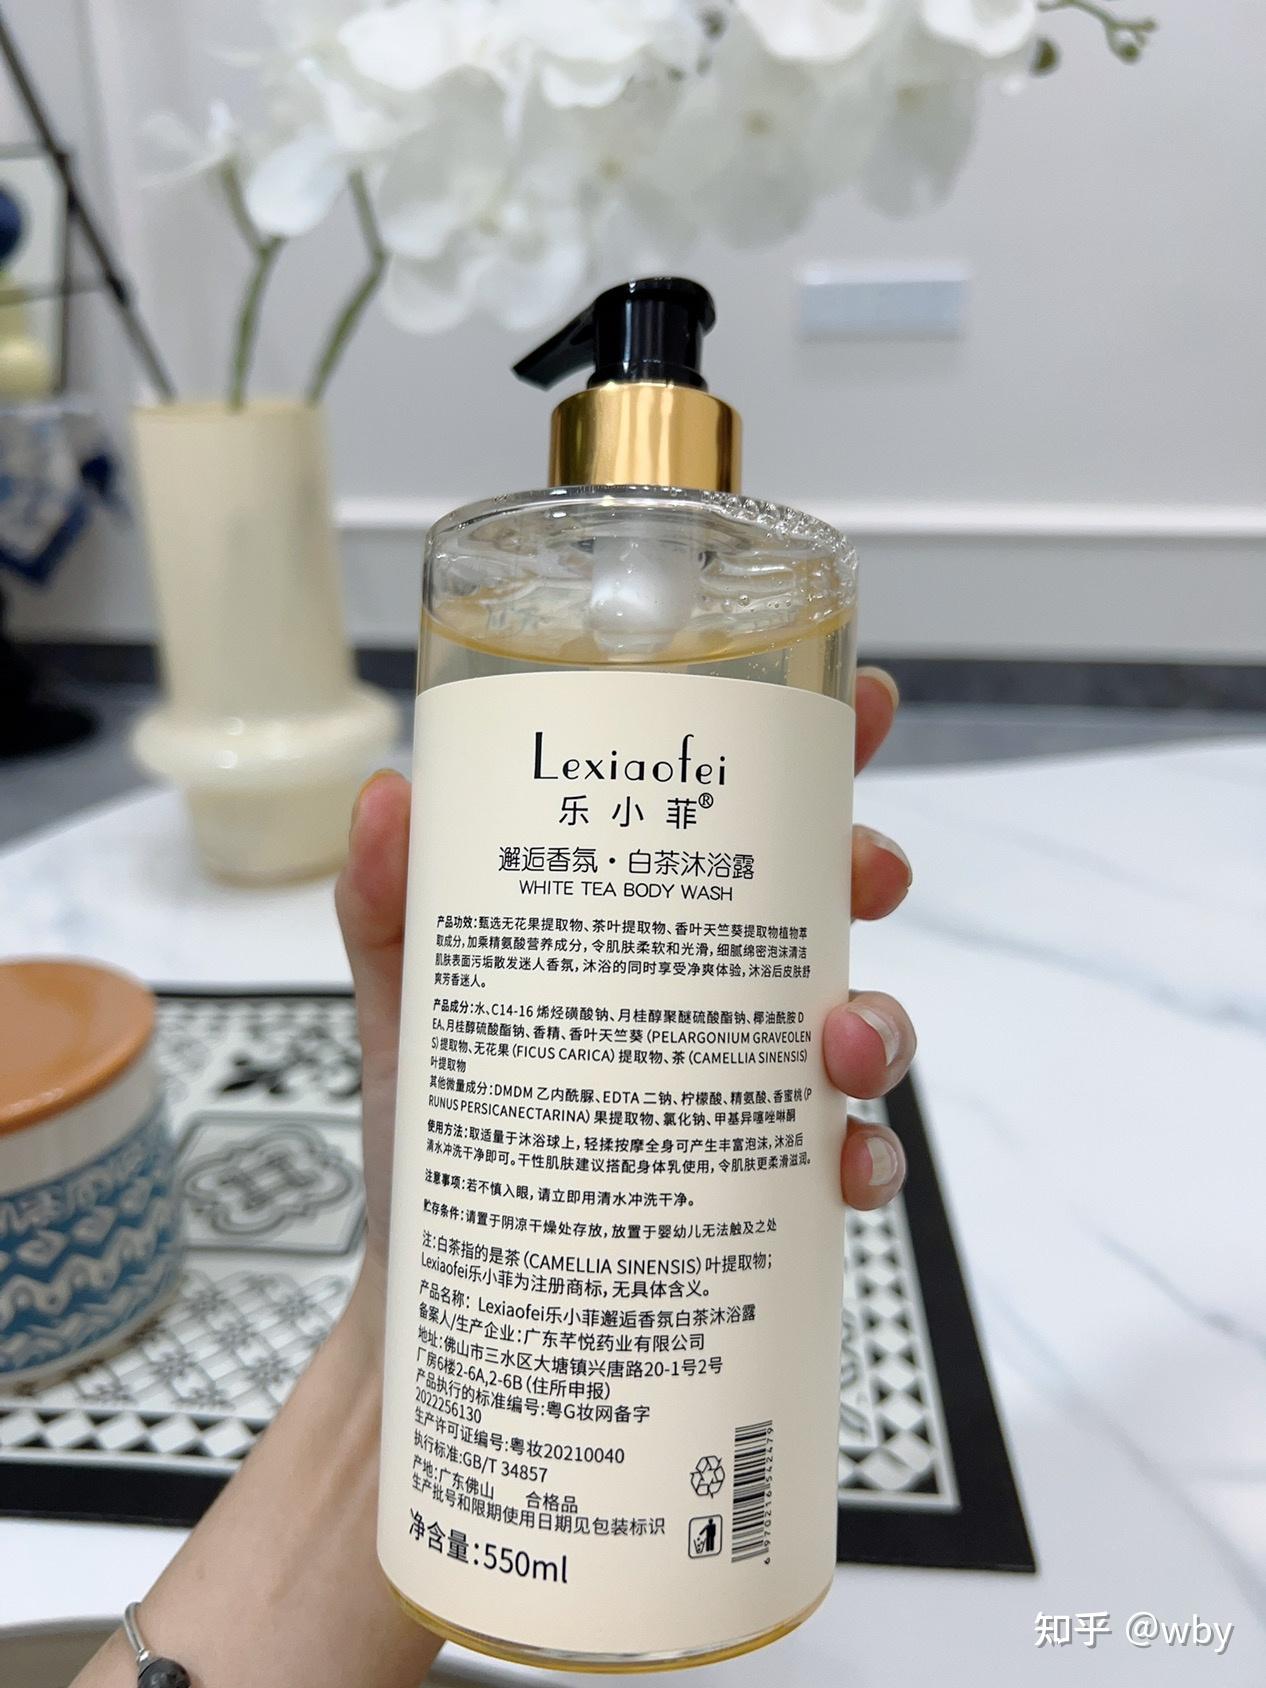 Lexiaofei
乐小菲®
邂逅香氛·白茶沐浴露
WHITE TEA BODY WASH
产品功效:甄选无花果提取物、茶叶提取物、香叶天竺葵提取物植物萃
取成分,加乘精氨酸营养成分,令肌肤柔软和光滑,细腻绵密泡沫清洁
肌肤表面污垢散发迷人香氛,沐浴的同时享受净爽体验,沐浴后皮肤舒
爽芳香迷人。
产品成分:水、C14-16 烯烃磺酸钠、月桂醇聚醚硫酸酯钠、椰油酰胺 D
EA、月桂醇硫酸酯钠、香精、香叶天竺葵(PELARGONIUM GRAVEOLEN
S)提取物、无花果(FICUS CARICA)提取物、茶(CAMELLIA SINENSIS)
叶提取物
其他微量成分:DMDM 乙内酰脲、EDTA 二钠、柠檬酸、精氨酸、香蜜桃(P
RUNUS PERSICANECTARINA)果提取物、氯化钠、甲基异噻唑啉酮
使用方法:取适量于沐浴球上,轻揉按摩全身可产生丰富泡沫,沐浴后
清水冲洗干净即可。干性肌肤建议搭配身体乳使用,令肌肤更柔滑滋润。
注意事项:若不慎入眼,请立即用清水冲洗干净。
贮存条件:请置于阴凉干燥处存放,放置于婴幼儿无法触及之处
注:白茶指的是茶(CAMELLIA SINENSIS)叶提取物;
Lexiaofei乐小菲为注册商标,无具体含义。
产品名称:Lexiaofei乐小菲邂逅香氛白茶沐浴露
备案人/生产企业:广东芊悦药业有限公司
地址:佛山市三水区大塘镇兴唐路20-1号2号
厂房6楼2-6A,2-6B(住所申报)
产品执行的标准编号:粤G妆网备字
2022256130
生产许可证编号:粤妆20210040
执行标准:GB/T 34857
产地:广东佛山 合格品
生产批号和限期使用日期见包装标识
净含量:550ml
6970216542479
知乎 @wby